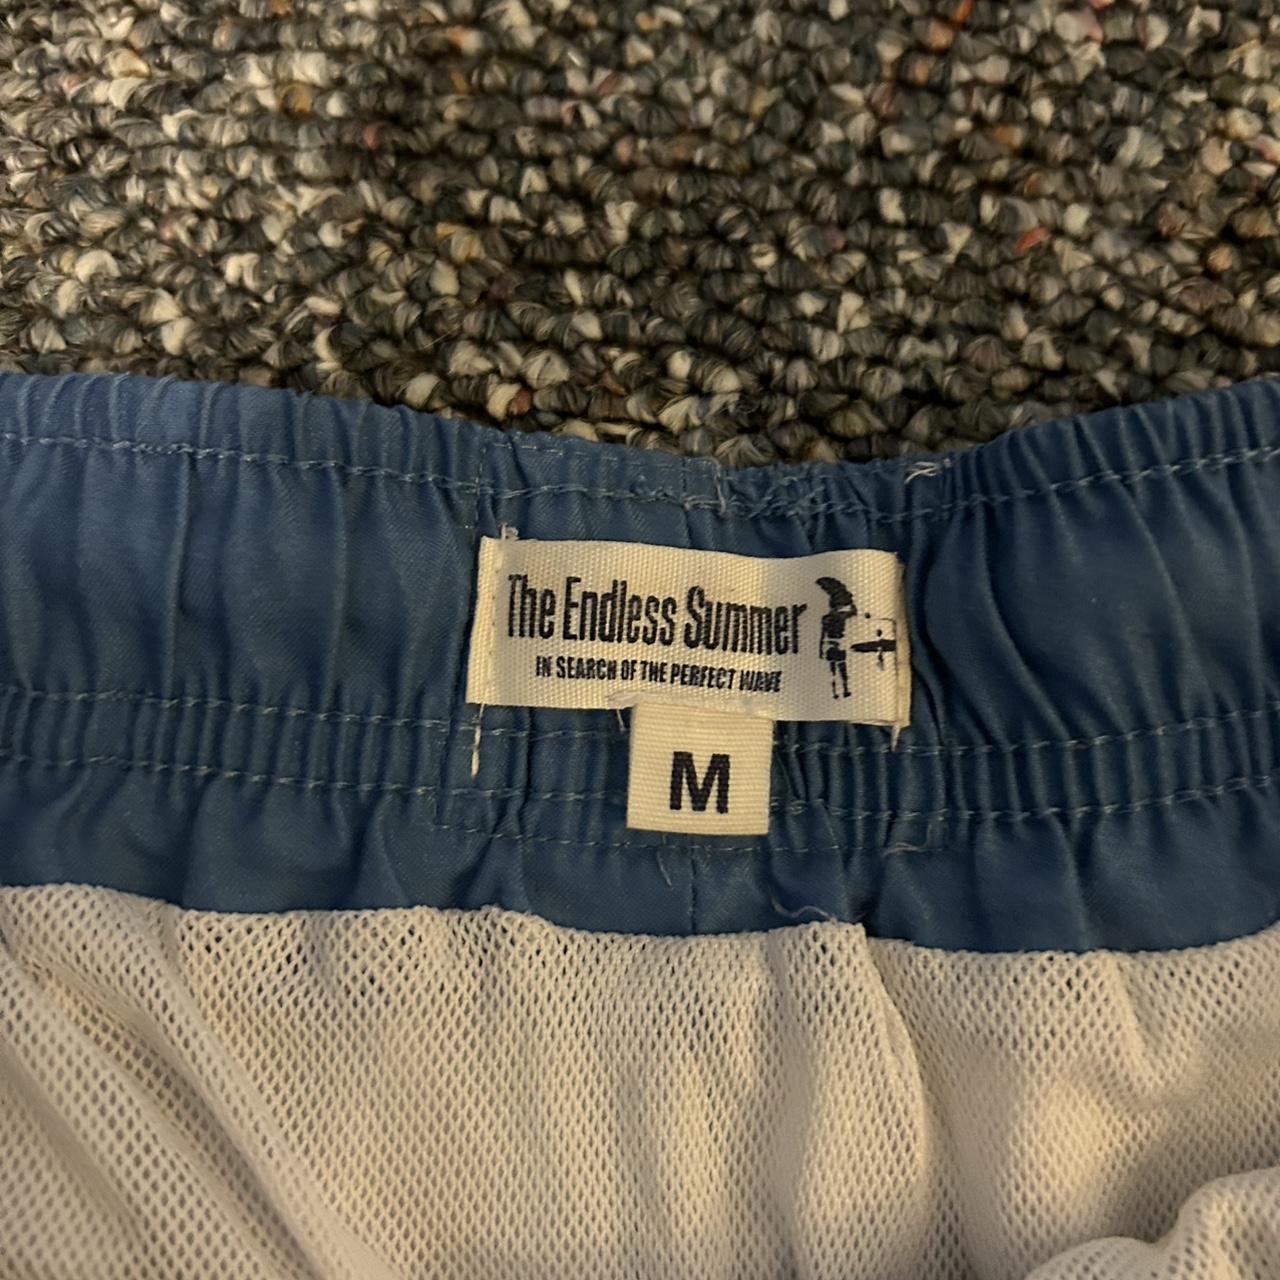 The Endless Summer
IN SEARCH OF THE PERFECT WAVE
M